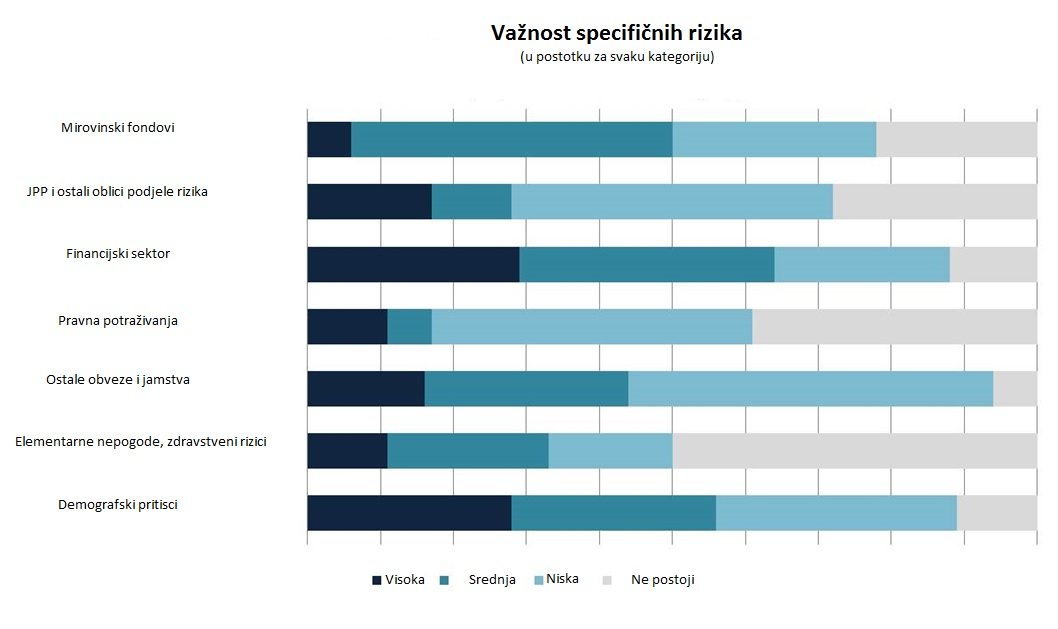 Važnost specifičnih rizika
(u postotku za svaku kategoriju)
Mirovinski fondovi
JPP i ostali oblici podjele rizika
Financijski sektor
Pravna potraživanja
Ostale obveze i jamstva
Elementarne nepogode, zdravstveni rizici
Demografski pritisci
Visoka Srednja Niska Ne postoji